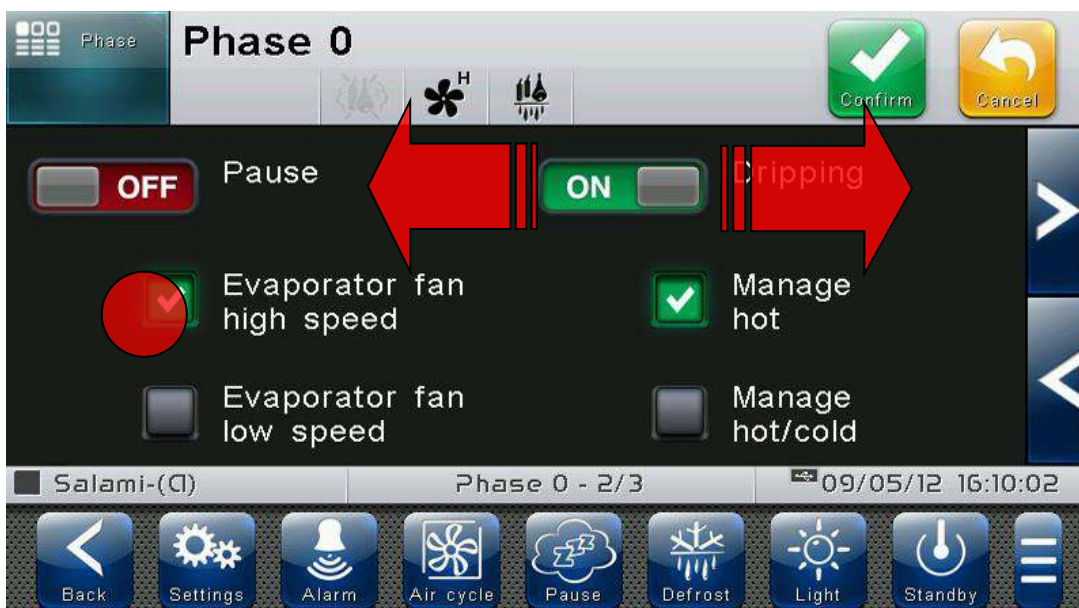 Phase
Phase 0
H
Confirm
Cancel
OFF
Pause
ON
Dripping
>
<
Evaporator fan
high speed
Manage
hot
Evaporator fan
low speed
Manage
hot/cold
Salami-(A)
Phase 0 - 2/3
09/05/12 16:10:02
Back
Settings
Alarm
Air cycle
zzz
Pause
Defrost
Light
Standby